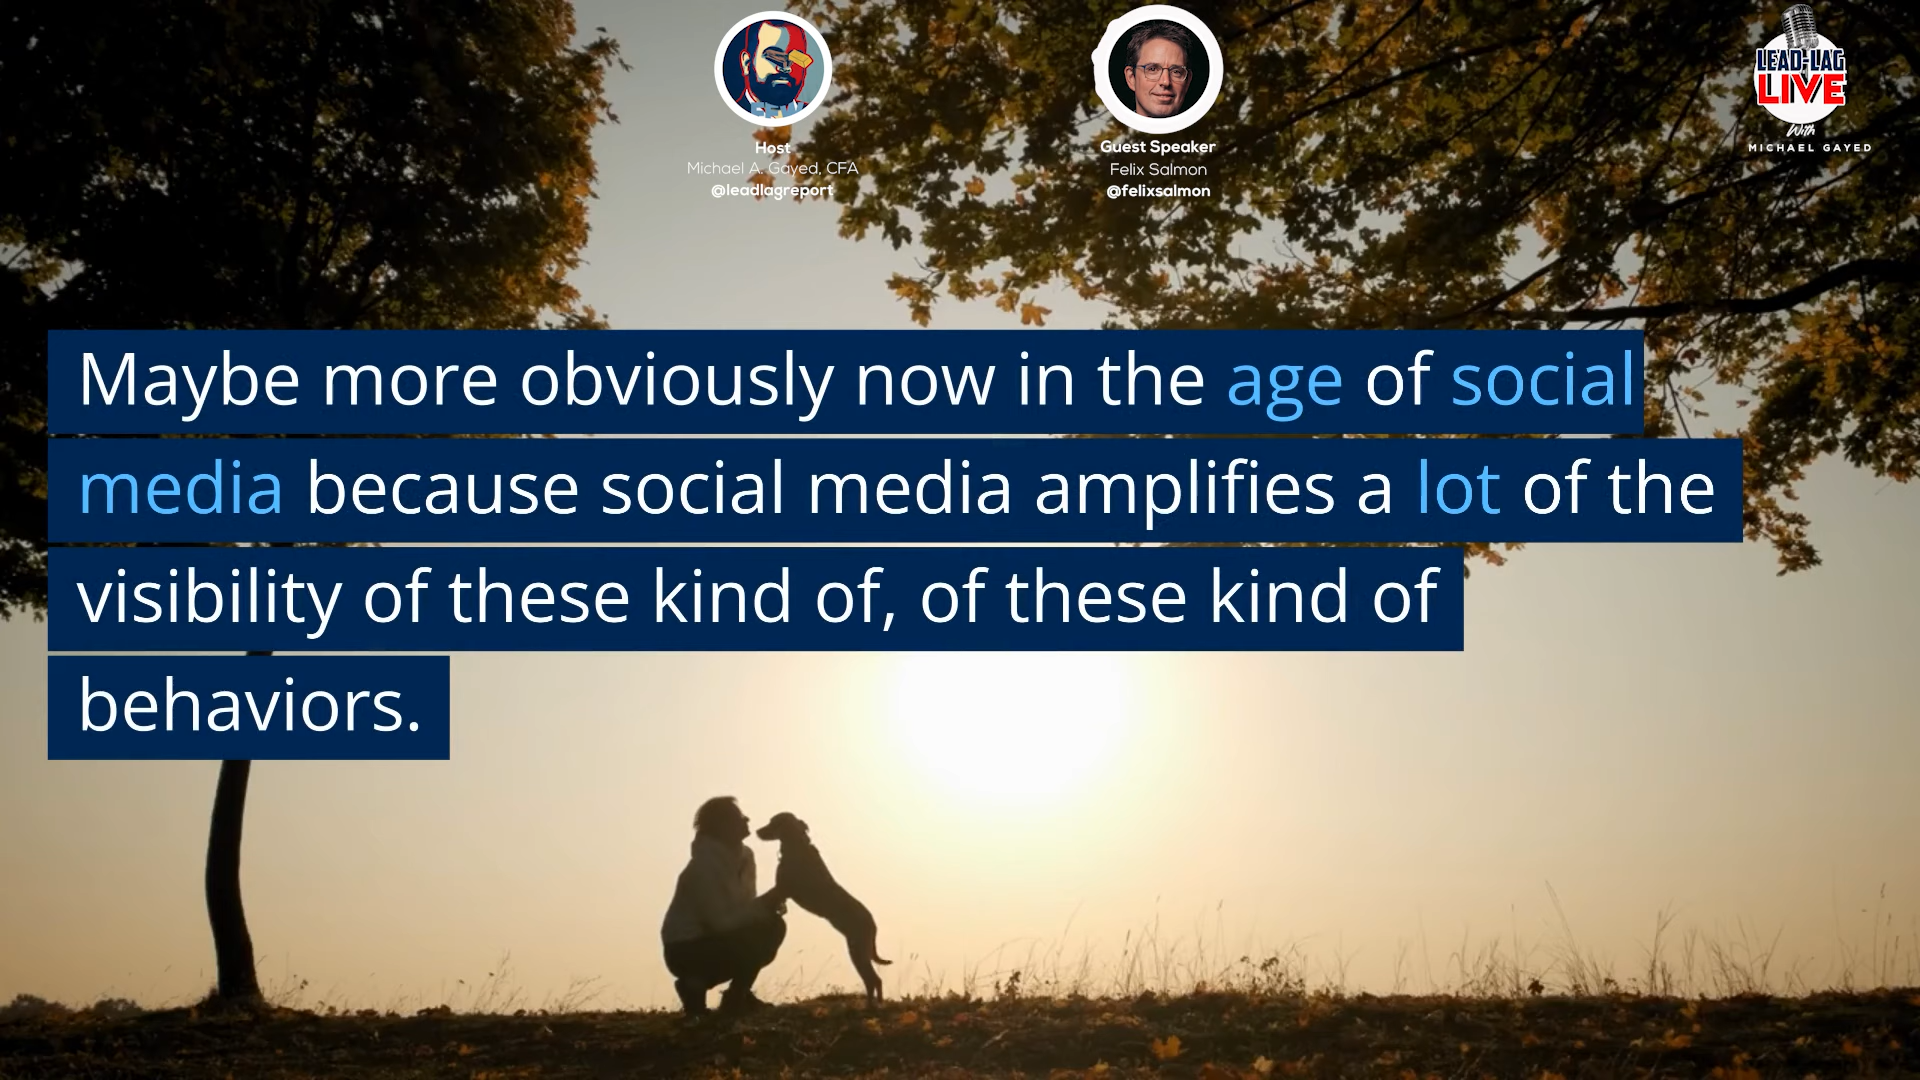 Host
Michael A. Gayed, CFA
@leadlagreport
Guest Speaker
Felix Salmon
@felixsalmon
LEAD-LAG
LIVE
With
MICHAEL GAYED
Maybe more obviously now in the age of social
media because social media amplifies a lot of the
visibility of these kind of, of these kind of
behaviors.